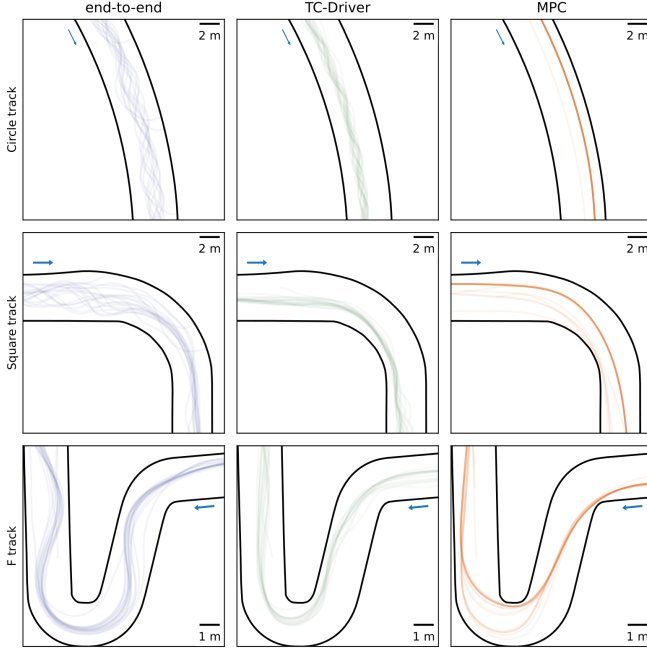 end-to-end
TC-Driver
MPC
Circle track
2 m
2 m
2 m
Square track
2 m
2 m
2 m
F track
1 m
1 m
1 m